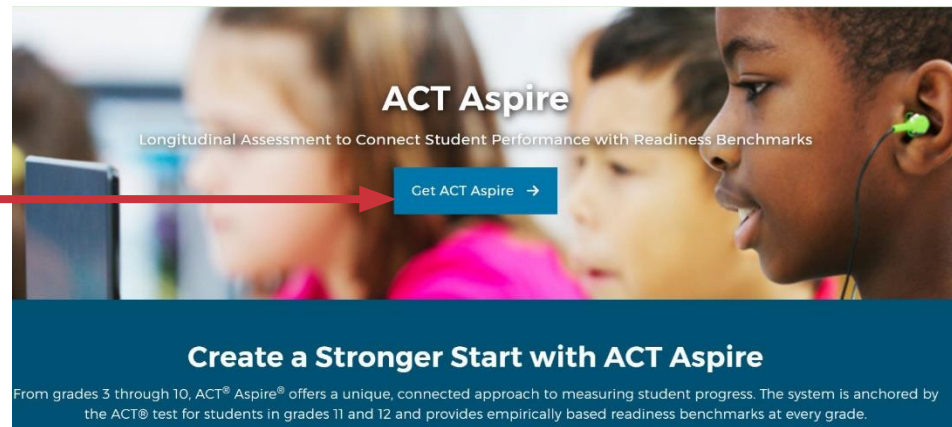 ACT Aspire
Longitudinal Assessment to Connect Student Performance with Readiness Benchmarks
Get ACT Aspire →
Create a Stronger Start with ACT Aspire
From grades 3 through 10, ACT® Aspire® offers a unique, connected approach to measuring student progress. The system is anchored by
the ACT® test for students in grades 11 and 12 and provides empirically based readiness benchmarks at every grade.